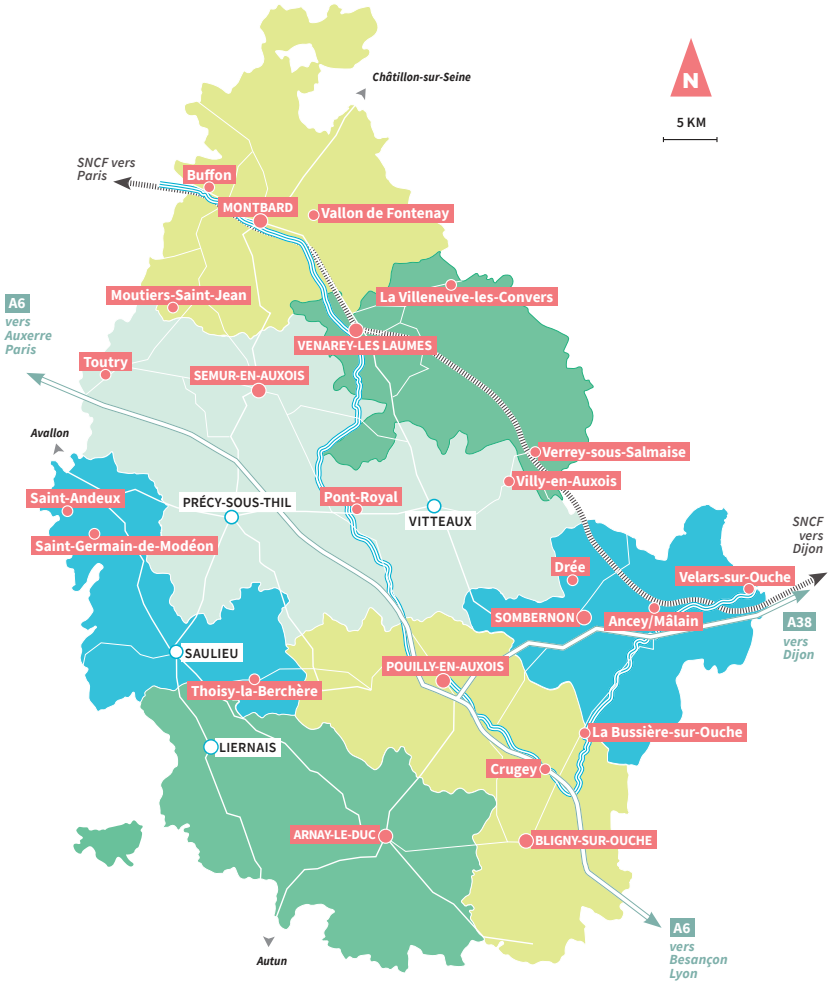 Châtillon-sur-Seine
N
5 KM
SNCF vers
Paris
Buffon
MONTBARD
Vallon de Fontenay
Moutiers-Saint-Jean
La Villeneuve-les-Convers
A6
vers
Auxerre
Paris
VENAREY-LES LAUMES
Toutry
SEMUR-EN-AUXOIS
Avallon
Verrey-sous-Salmaise
Villy-en-Auxois
Saint-Andeux
PRÉCY-SOUS-THIL
Pont-Royal
VITTEAUX
SNCF
vers
Dijon
Saint-Germain-de-Modéon
Drée
Velars-sur-Ouche
SOMBERNON
Ancey/Mâlain
A38
vers
Dijon
SAULIEU
POUILLY-EN-AUXOIS
Thoisy-la-Berchère
La Bussière-sur-Ouche
LIERNAIS
Crugey
ARNAY-LE-DUC
BLIGNY-SUR-OUCHE
A6
vers
Besançon
Lyon
Autun